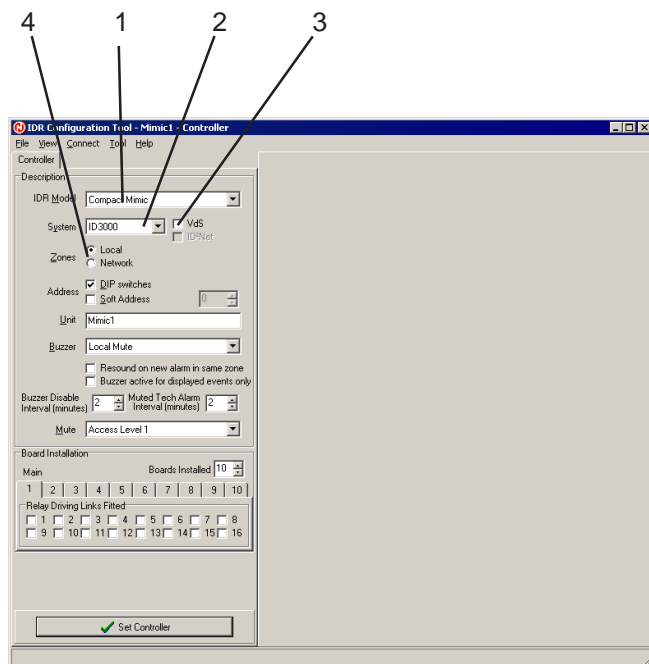 4 1 2 3
IDR Configuration Tool - Mimic1 - Controller
File View Connect Tool Help
Controller
Description
IDR Model Compact Mimic
System ID3000 VdS
ID²Net
Zones Local
Network
Address DIP switches
Soft Address 0
Unit Mimic1
Buzzer Local Mute
Resound on new alarm in same zone
Buzzer active for displayed events only
Buzzer Disable Interval (minutes) 2 Muted Tech Alarm Interval (minutes) 2
Mute Access Level 1
Board Installation
Main Boards Installed 10
1 2 3 4 5 6 7 8 9 10
Relay Driving Links Fitted
1 2 3 4 5 6 7 8
9 10 11 12 13 14 15 16
Set Controller